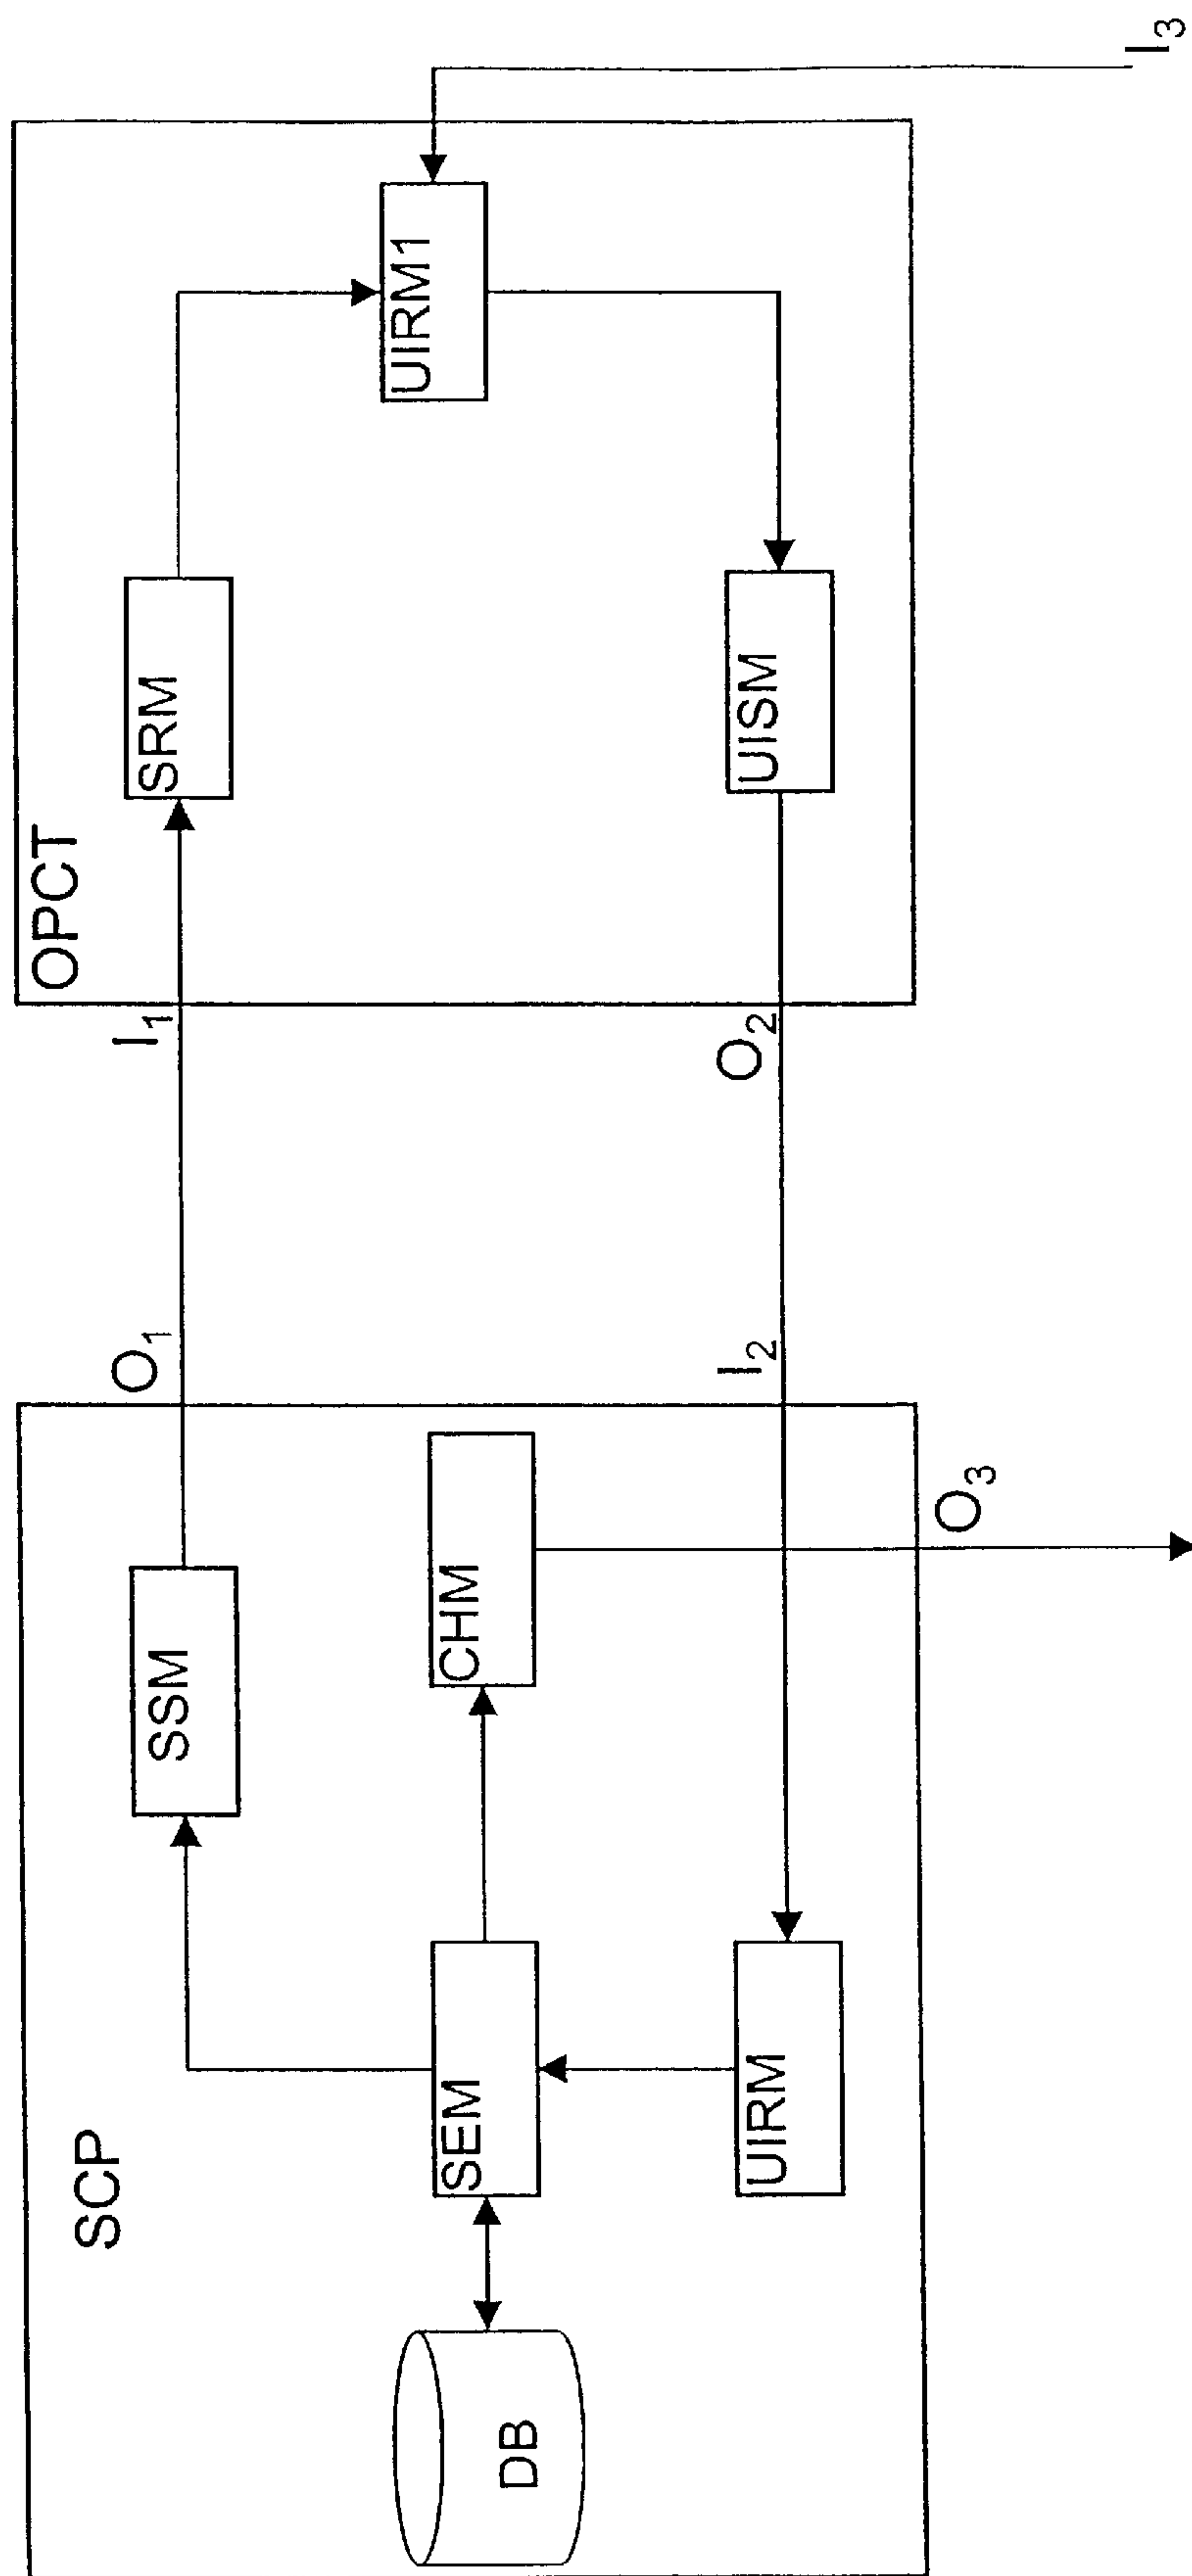 SCP
OPCT
SSM
O1
I1
SRM
DB
SEM
CHM
UIRM1
UIRM
I2
O2
UISM
O3
I3